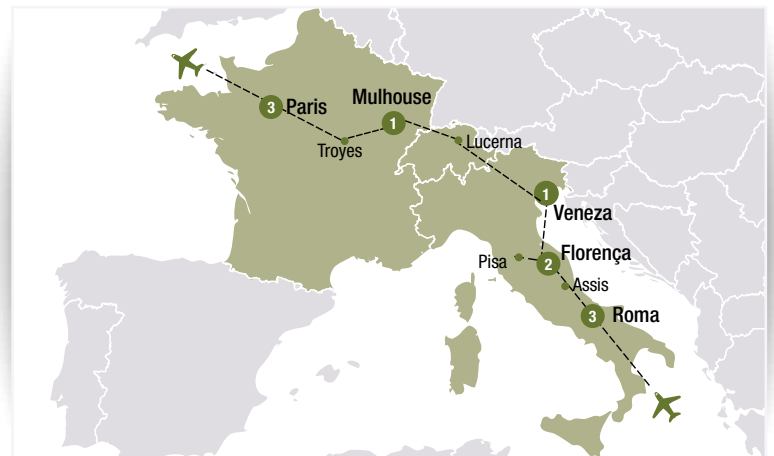 3 Paris
Mulhouse
1
Troyes
Lucerna
1
Veneza
Pisa
2
Florença
Assis
3 Roma